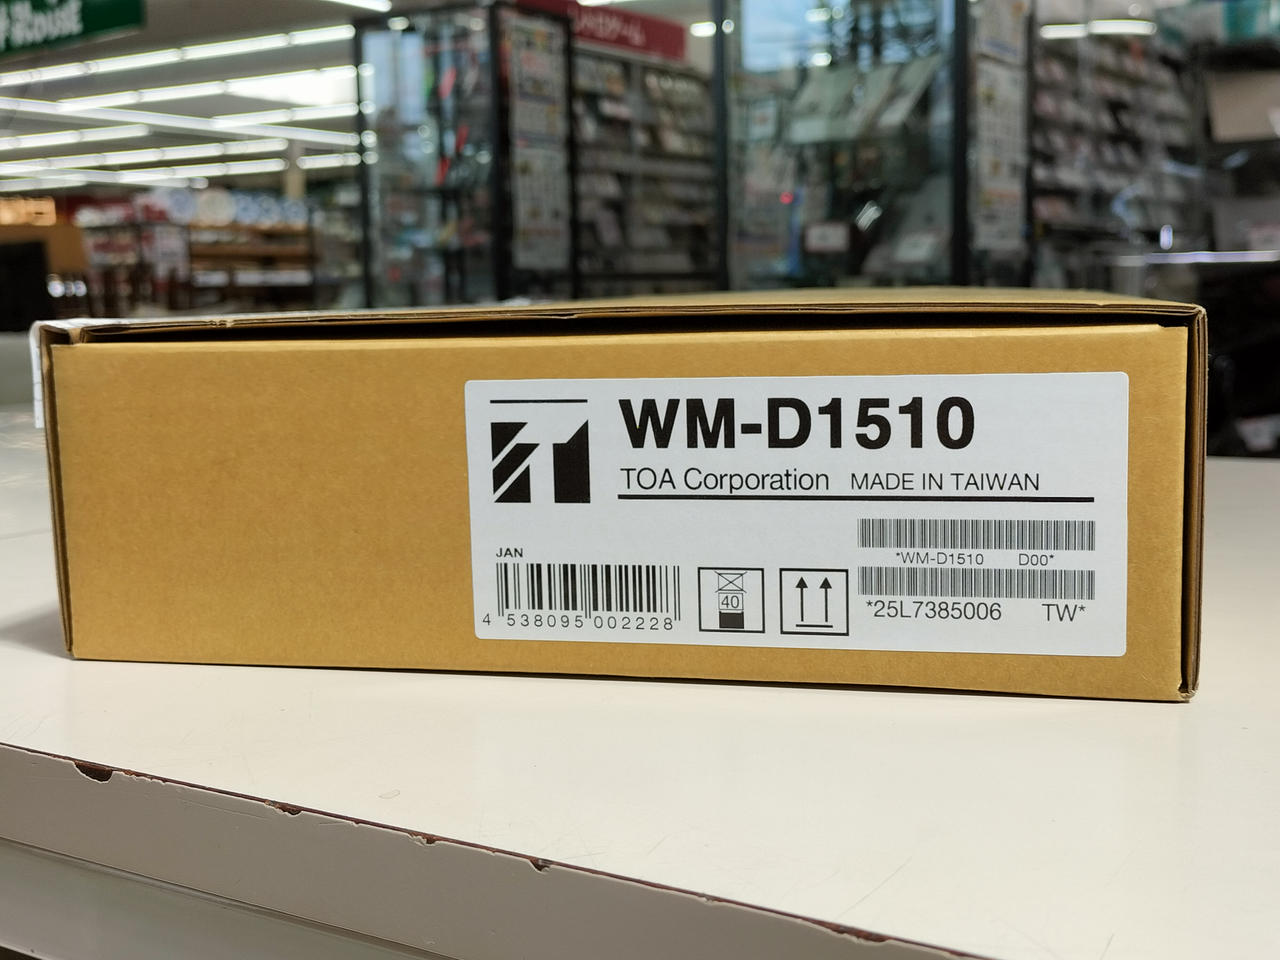 WM-D1510
TOA Corporation MADE IN TAIWAN
JAN
4 538095 002228
40
*WM-D1510 D00*
*25L7385006 TW*